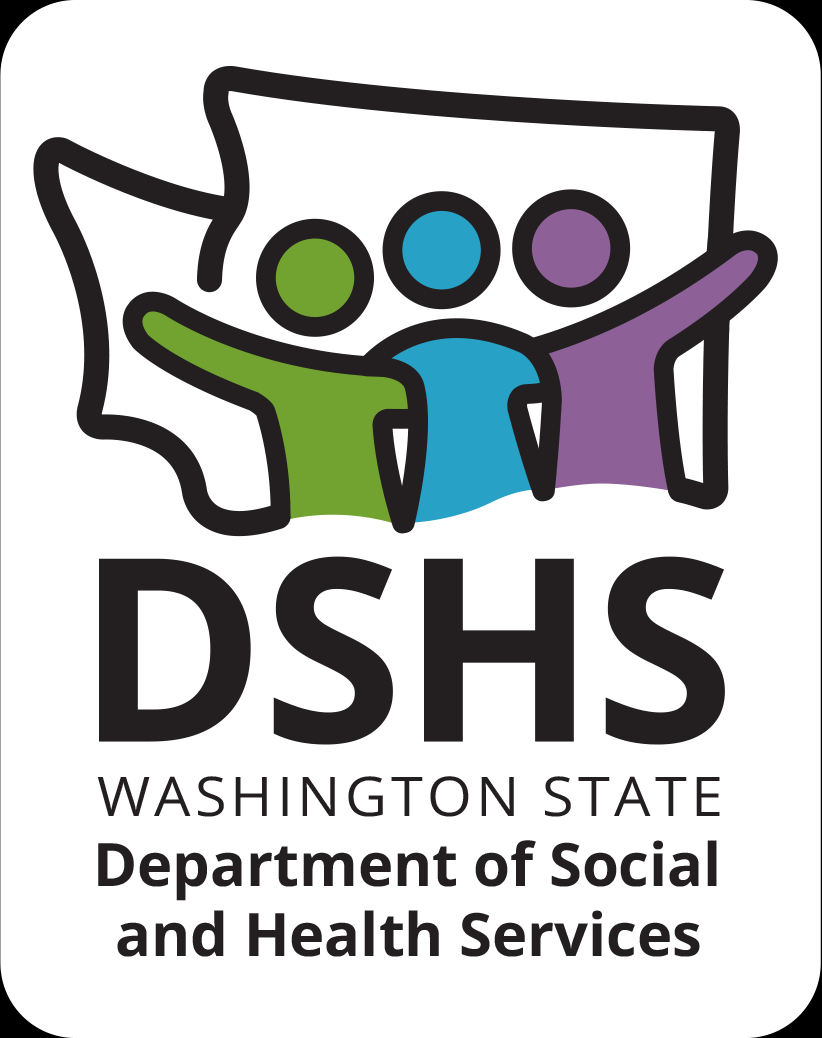 DSHS
WASHINGTON STATE
Department of Social
and Health Services